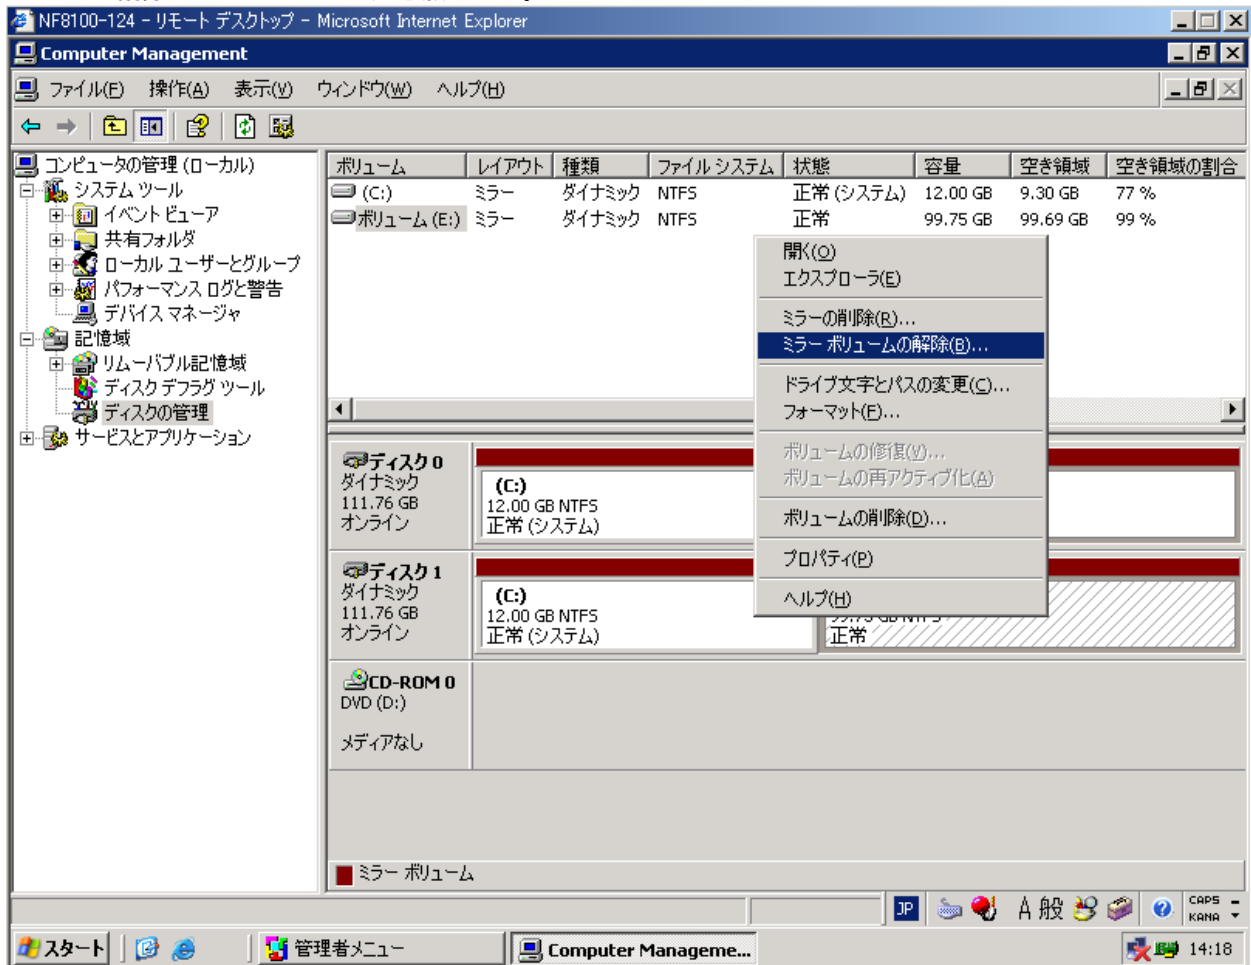 NF8100-124 - リモート デスクトップ - Microsoft Internet Explorer
Computer Management
ファイル(F) 操作(A) 表示(V) ウィンドウ(W) ヘルプ(H)
コンピュータの管理 (ローカル)
システム ツール
イベント ビューア
共有フォルダ
ローカル ユーザーとグループ
パフォーマンス ログと警告
デバイス マネージャ
記憶域
リムーバブル記憶域
ディスク デフラグ ツール
ディスクの管理
サービスとアプリケーション
ボリューム レイアウト 種類 ファイル システム 状態 容量 空き領域 空き領域の割合
(C:) ミラー ダイナミック NTFS 正常 (システム) 12.00 GB 9.30 GB 77 %
ボリューム (E:) ミラー ダイナミック NTFS 正常 99.75 GB 99.69 GB 99 %
開く(O)
エクスプローラ(E)
ミラーの削除(R)...
ミラー ボリュームの解除(B)...
ドライブ文字とパスの変更(C)...
フォーマット(F)...
ボリュームの修復(V)...
ボリュームの再アクティブ化(A)
ボリュームの削除(D)...
プロパティ(P)
ヘルプ(H)
ディスク 0
ダイナミック
111.76 GB
オンライン
(C:)
12.00 GB NTFS
正常 (システム)
ディスク 1
ダイナミック
111.76 GB
オンライン
(C:)
12.00 GB NTFS
正常 (システム)
正常
CD-ROM 0
DVD (D:)
メディアなし
ミラー ボリューム
JP A 般 CAPS
KANA
スタート 管理者メニュー Computer Manageme... 14:18